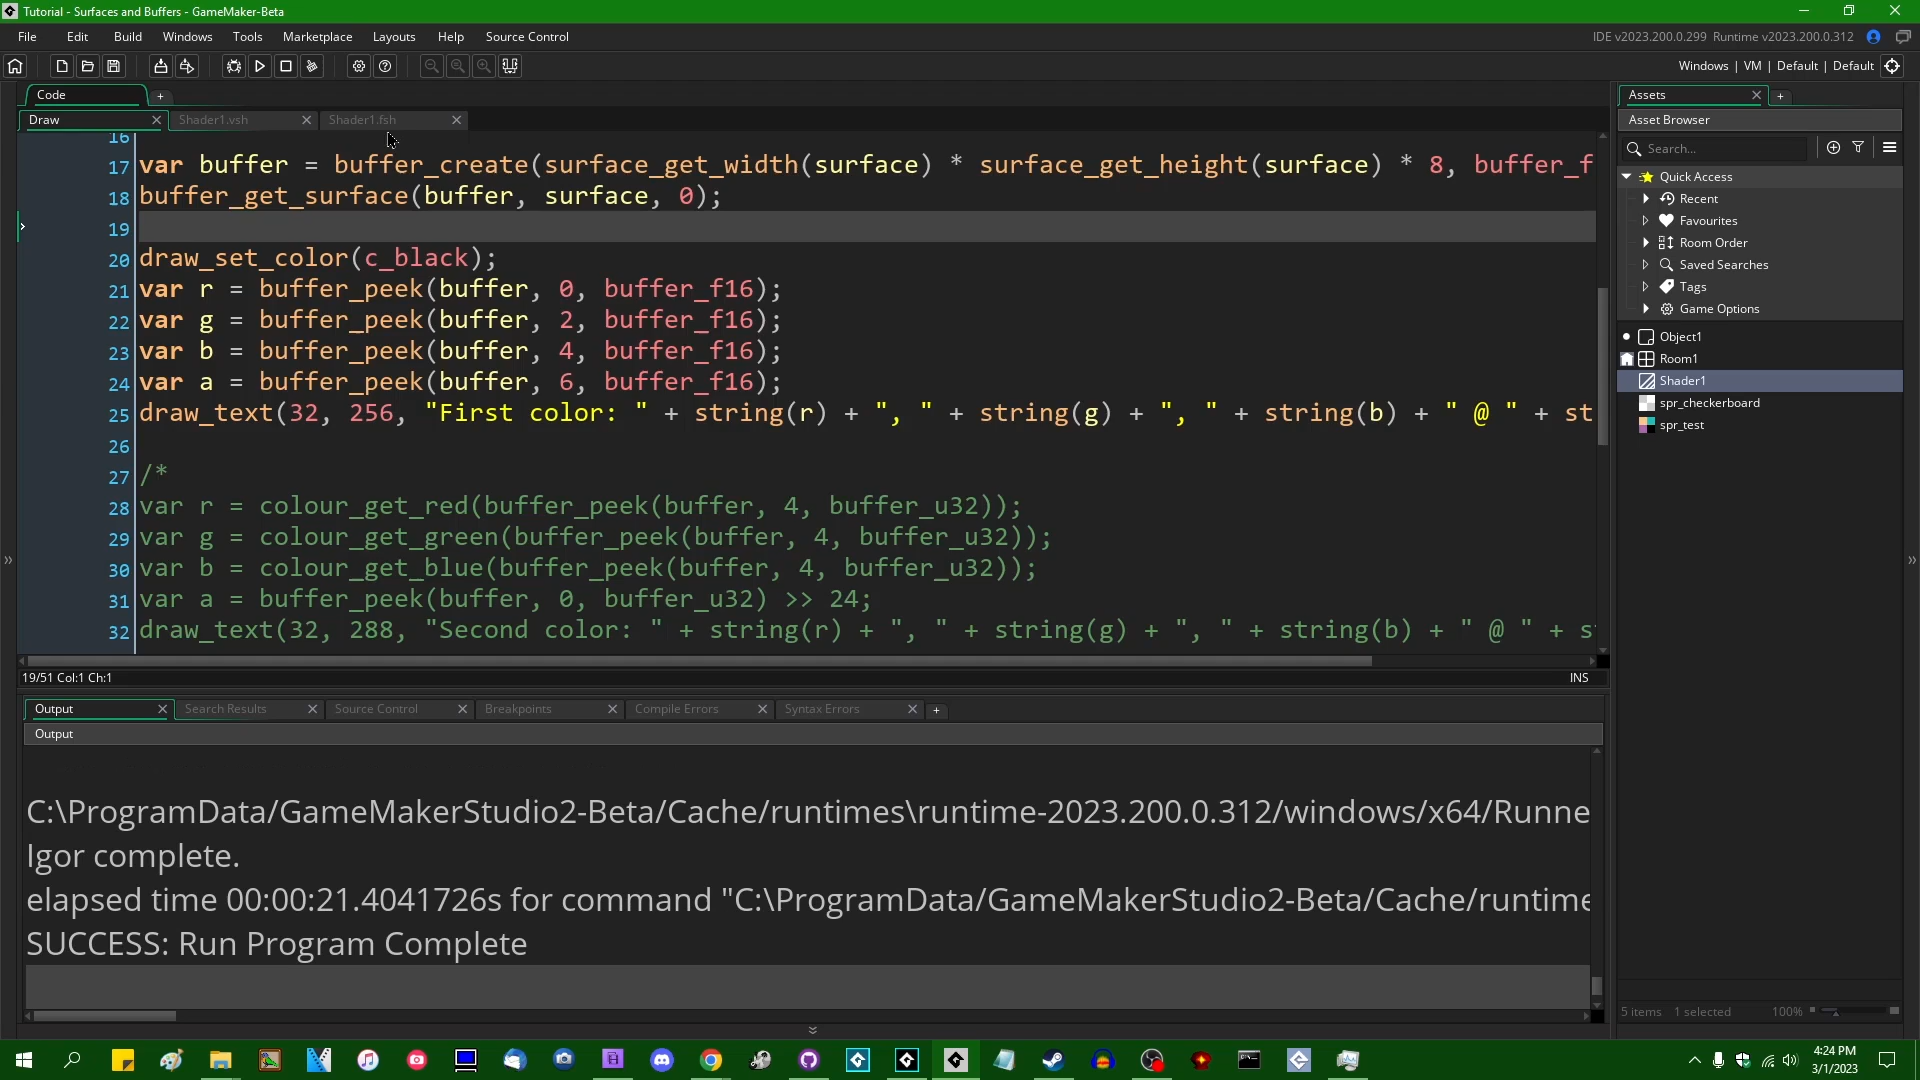 Tutorial - Surfaces and Buffers - GameMaker-Beta
File Edit Build Windows Tools Marketplace Layouts Help Source Control
IDE v2023.200.0.299 Runtime v2023.200.0.312
Windows | VM | Default | Default
Code
Draw Shader1.vsh Shader1.fsh
16
17 var buffer = buffer_create(surface_get_width(surface) * surface_get_height(surface) * 8, buffer_f
18 buffer_get_surface(buffer, surface, 0);
19
20 draw_set_color(c_black);
21 var r = buffer_peek(buffer, 0, buffer_f16);
22 var g = buffer_peek(buffer, 2, buffer_f16);
23 var b = buffer_peek(buffer, 4, buffer_f16);
24 var a = buffer_peek(buffer, 6, buffer_f16);
25 draw_text(32, 256, "First color: " + string(r) + ", " + string(g) + ", " + string(b) + " @ " + st
26
27 /*
28 var r = colour_get_red(buffer_peek(buffer, 4, buffer_u32));
29 var g = colour_get_green(buffer_peek(buffer, 4, buffer_u32));
30 var b = colour_get_blue(buffer_peek(buffer, 4, buffer_u32));
31 var a = buffer_peek(buffer, 0, buffer_u32) >> 24;
32 draw_text(32, 288, "Second color: " + string(r) + ", " + string(g) + ", " + string(b) + " @ " + s
19/51 Col:1 Ch:1 INS
Output Search Results Source Control Breakpoints Compile Errors Syntax Errors
Output
C:\ProgramData/GameMakerStudio2-Beta/Cache/runtimes\runtime-2023.200.0.312/windows/x64/Runne
Igor complete.
elapsed time 00:00:21.4041726s for command "C:\ProgramData/GameMakerStudio2-Beta/Cache/runtime
SUCCESS: Run Program Complete
Assets
Asset Browser
Search...
Quick Access
Recent
Favourites
Room Order
Saved Searches
Tags
Game Options
Object1
Room1
Shader1
spr_checkerboard
spr_test
5 items 1 selected 100%
4:24 PM
3/1/2023